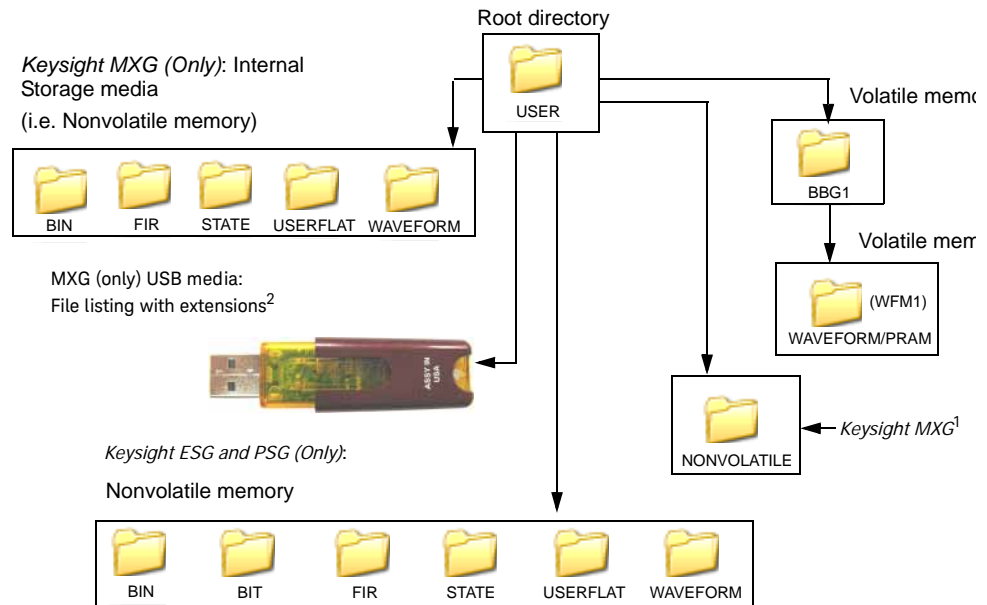 Root directory
USER
Keysight MXG (Only): Internal
Storage media
(i.e. Nonvolatile memory)
BIN FIR STATE USERFLAT WAVEFORM
Volatile
BBG1
Volatile
(WFM1)
WAVEFORM/PRAM
MXG (only) USB media:
File listing with extensions2
ASSY IN
USA
NONVOLATILE
Keysight MXG1
Keysight ESG and PSG (Only):
Nonvolatile memory
BIN BIT FIR STATE USERFLAT WAVEFORM